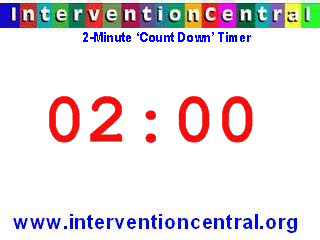 InterventionCentral
2-Minute ‘Count Down’ Timer
02:00
www.interventioncentral.org